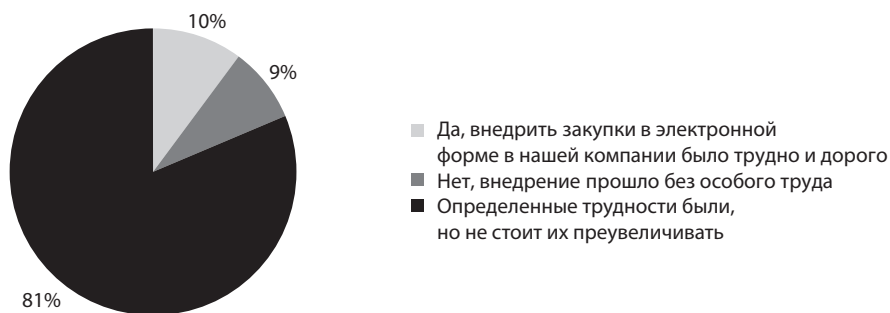 10%
9%
81%
Да, внедрить закупки в электронной
форме в нашей компании было трудно и дорого
Нет, внедрение прошло без особого труда
Определенные трудности были,
но не стоит их преувеличивать